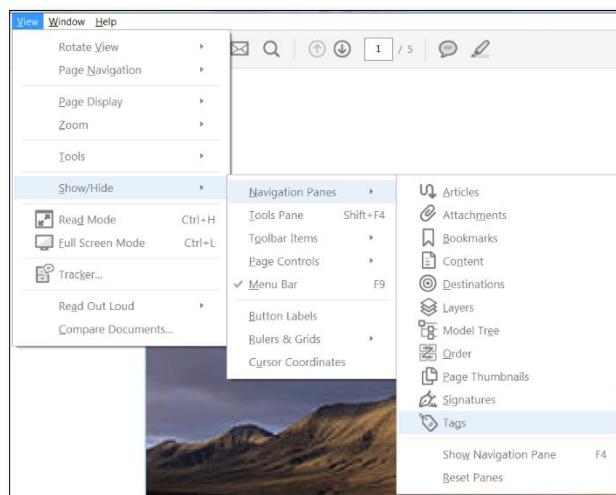 View Window Help
1 / 5
Rotate View
Page Navigation
Page Display
Zoom
Tools
Show/Hide
Read Mode Ctrl+H
Full Screen Mode Ctrl+L
Tracker...
Read Out Loud
Compare Documents...
Navigation Panes
Tools Pane Shift+F4
Toolbar Items
Page Controls
Menu Bar F9
Button Labels
Rulers & Grids
Cursor Coordinates
Articles
Attachments
Bookmarks
Content
Destinations
Layers
Model Tree
Order
Page Thumbnails
Signatures
Tags
Show Navigation Pane F4
Reset Panes